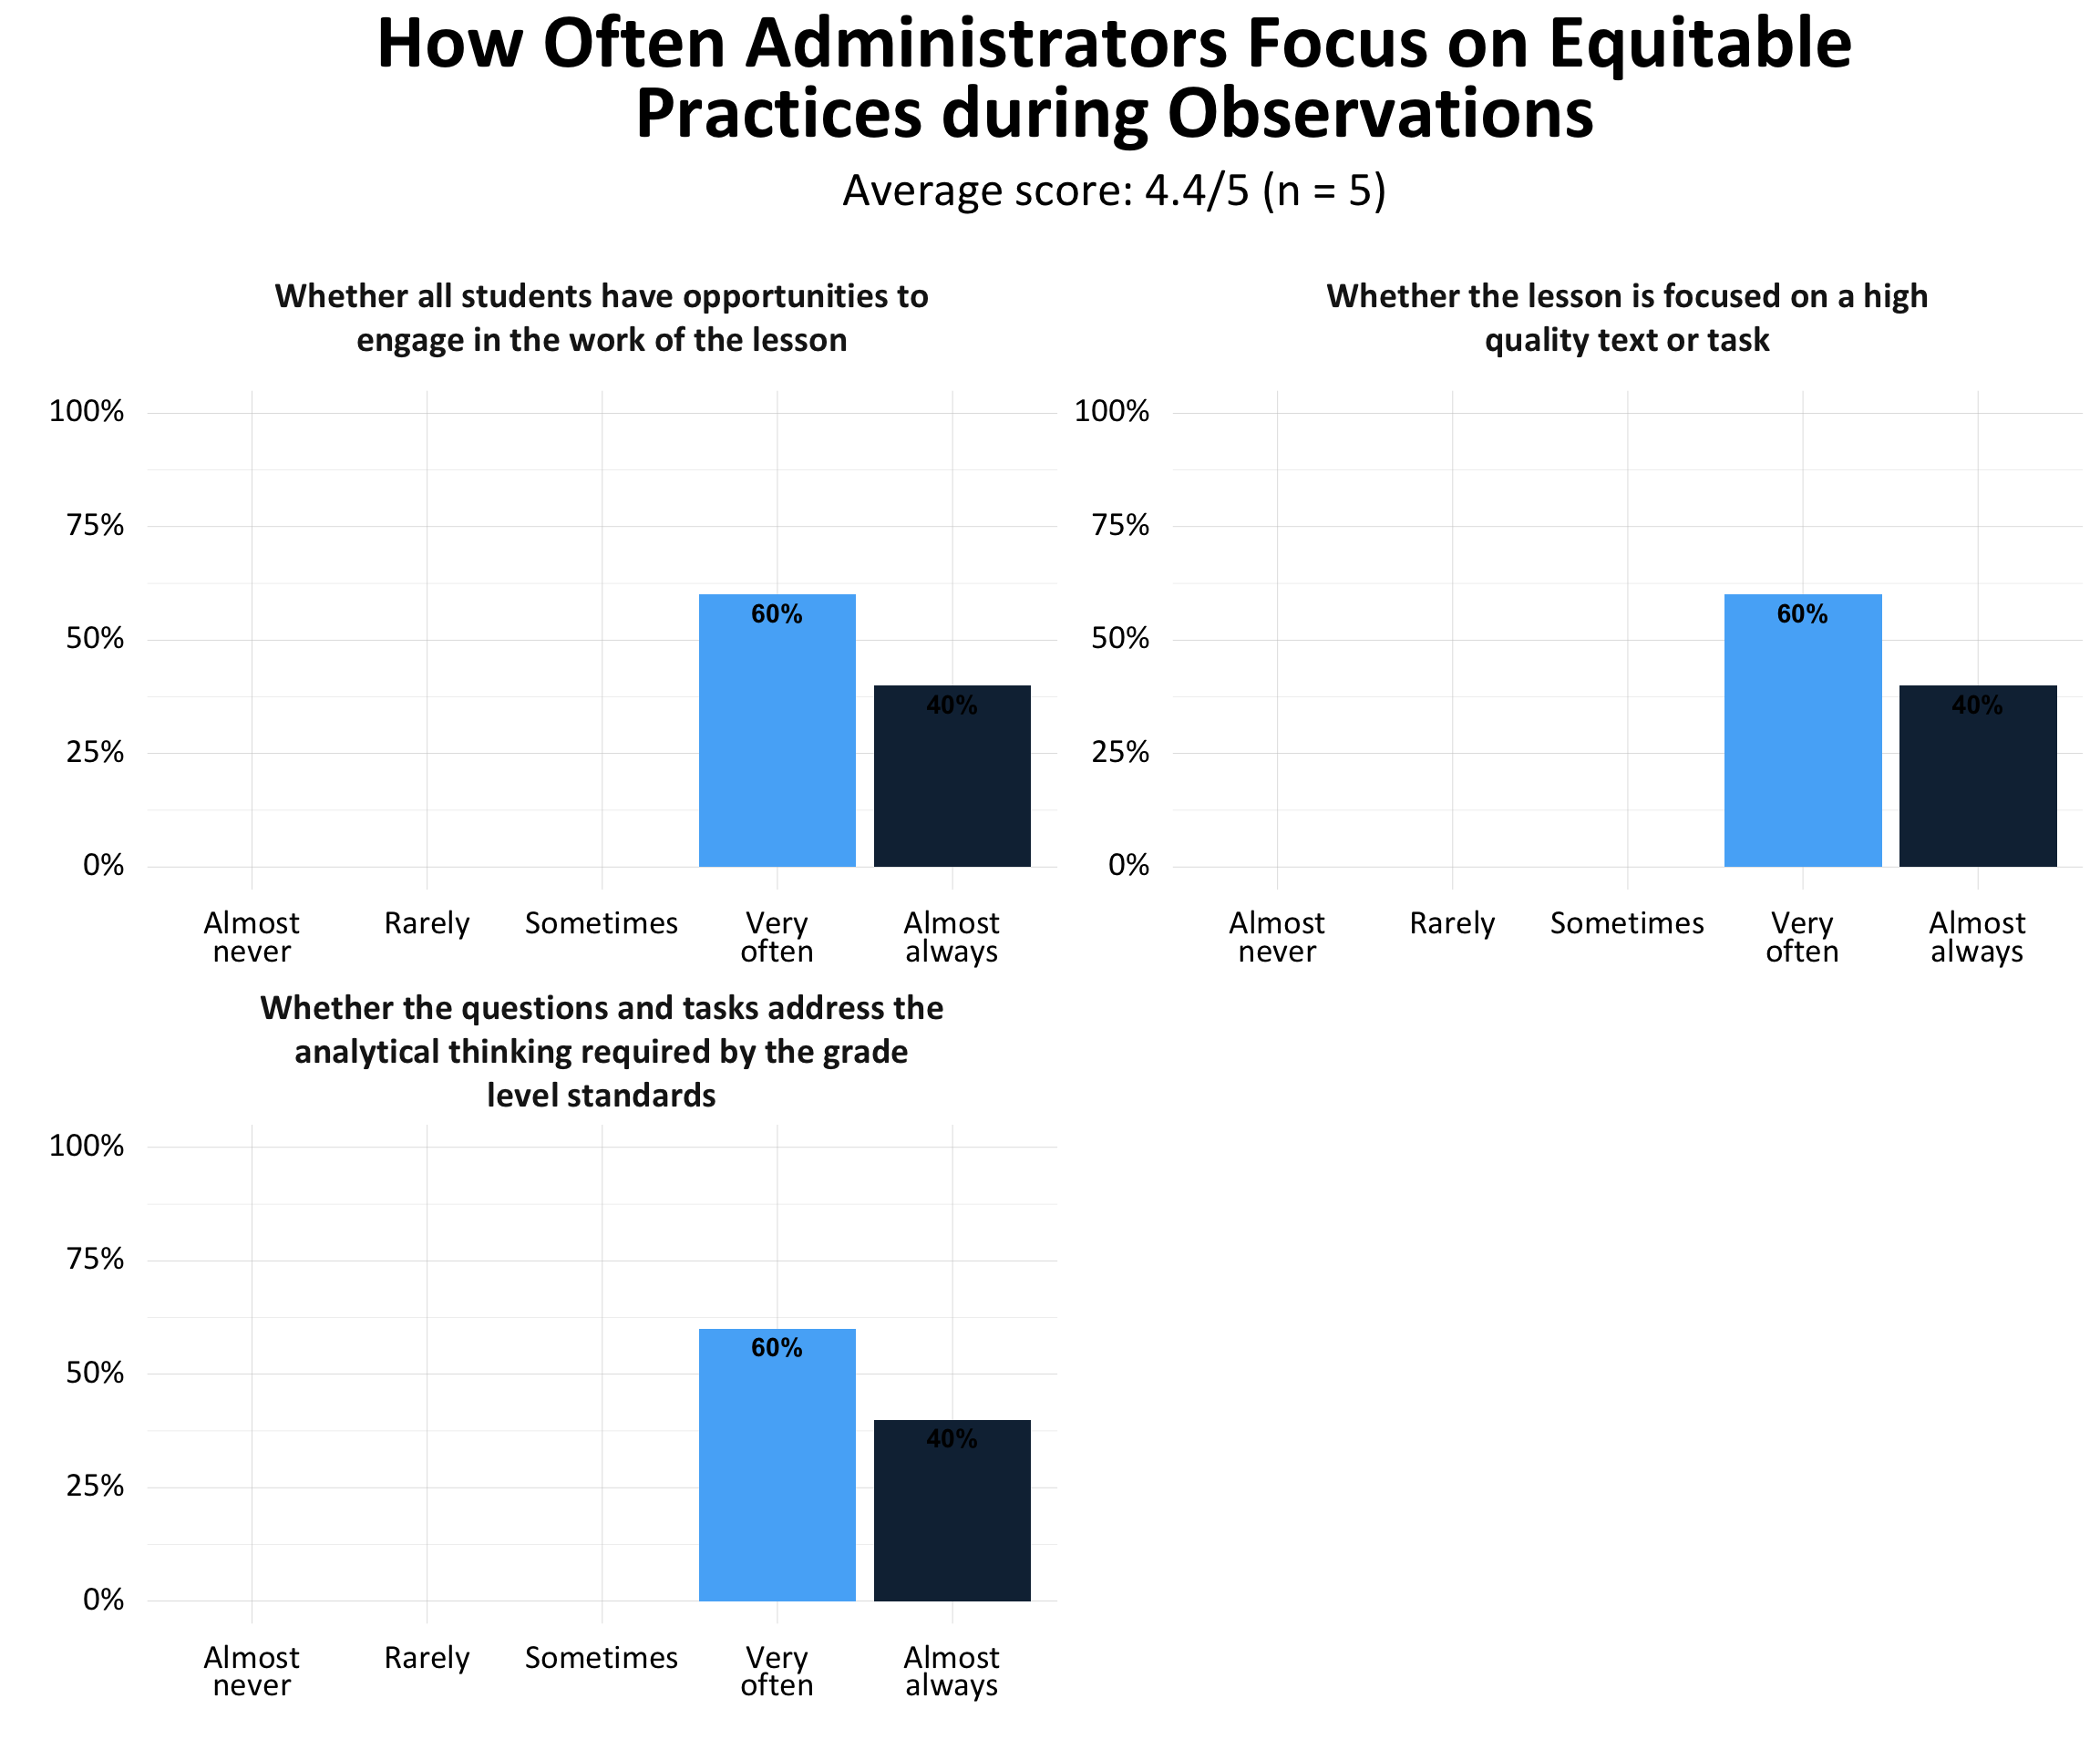 How Often Administrators Focus on Equitable
Practices during Observations
Average score: 4.4/5 (n = 5)
Whether all students have opportunities to
engage in the work of the lesson
100%
75%
50%
25%
0%
60%
40%
Almost
never
Rarely
Sometimes
Very
often
Almost
always
Whether the lesson is focused on a high
quality text or task
100%
75%
50%
25%
0%
60%
40%
Almost
never
Rarely
Sometimes
Very
often
Almost
always
Whether the questions and tasks address the
analytical thinking required by the grade
level standards
100%
75%
50%
25%
0%
60%
40%
Almost
never
Rarely
Sometimes
Very
often
Almost
always